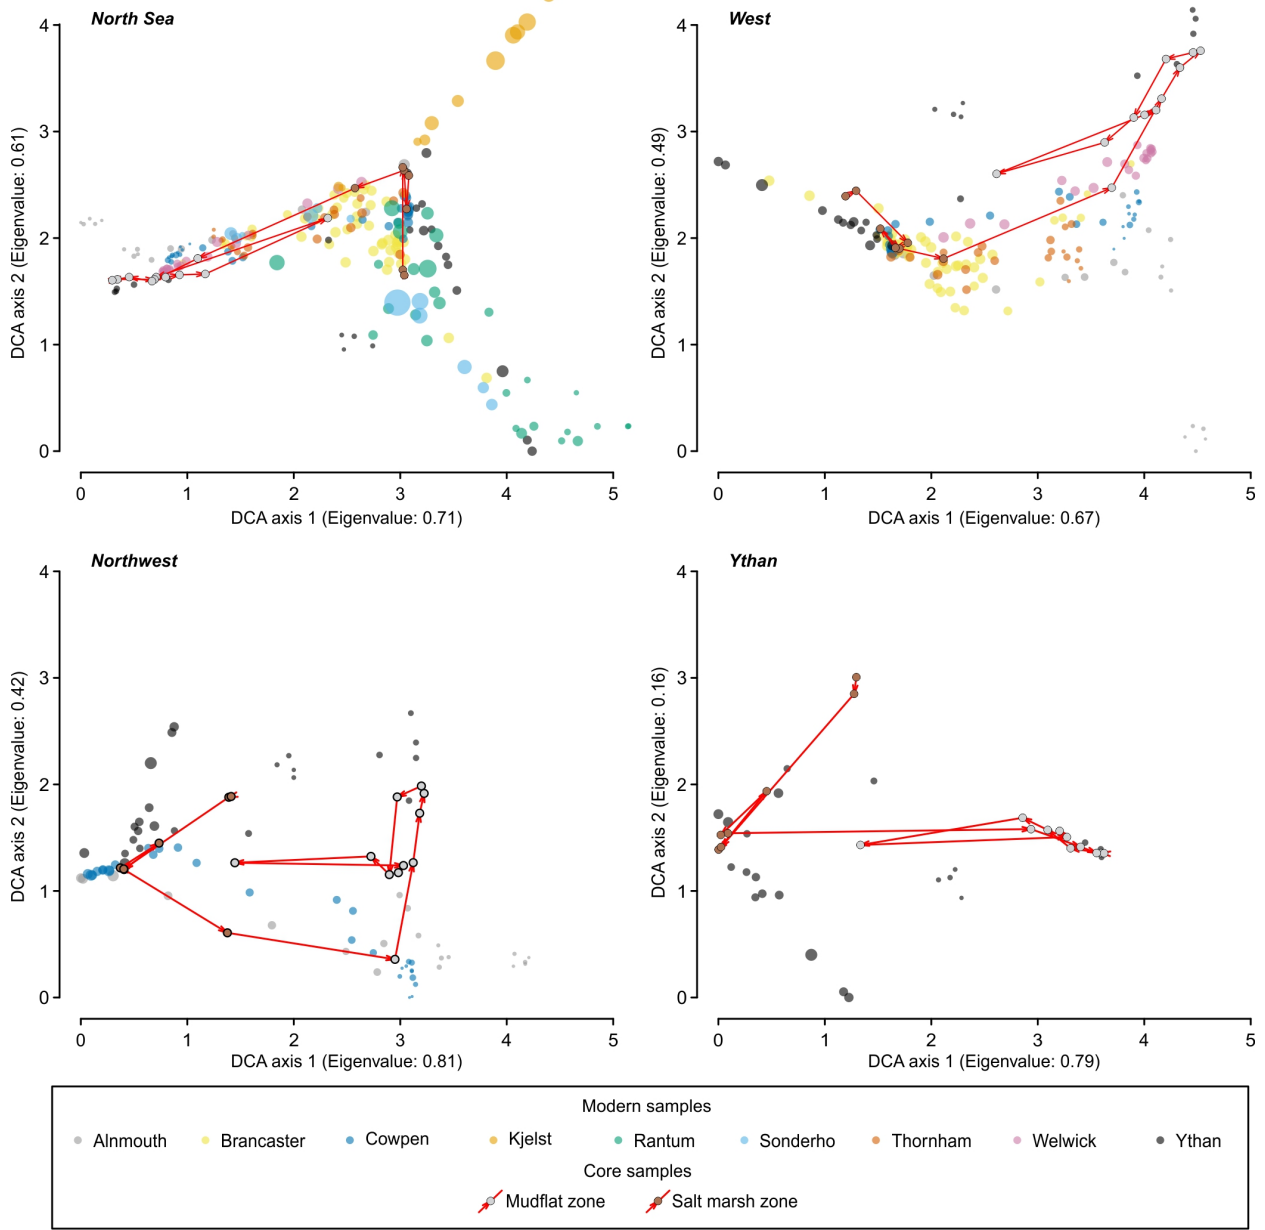 North Sea
4
3
2
1
0
DCA axis 2 (Eigenvalue: 0.61)
0 1 2 3 4 5
DCA axis 1 (Eigenvalue: 0.71)
West
4
3
2
1
0
DCA axis 2 (Eigenvalue: 0.49)
0 1 2 3 4 5
DCA axis 1 (Eigenvalue: 0.67)
Northwest
4
3
2
1
0
DCA axis 2 (Eigenvalue: 0.42)
0 1 2 3 4 5
DCA axis 1 (Eigenvalue: 0.81)
Ythan
4
3
2
1
0
DCA axis 2 (Eigenvalue: 0.16)
0 1 2 3 4 5
DCA axis 1 (Eigenvalue: 0.79)
Modern samples
Alnmouth Brancaster Cowpen Kjelst Rantum Sonderho Thornham Welwick Ythan
Core samples
Mudflat zone Salt marsh zone